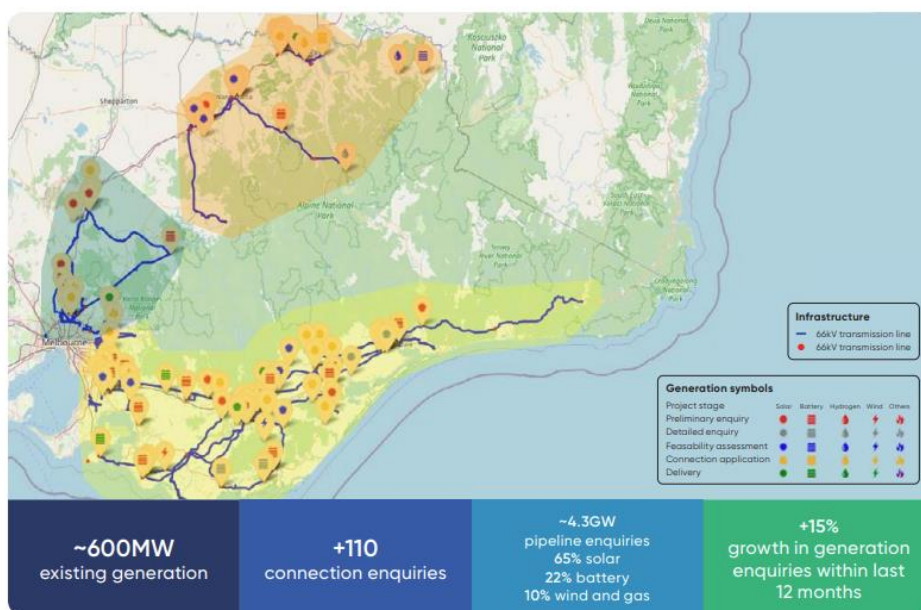 Kosciuszko
National
Park
Shepparton
Alpine National
Park
Melbourne
Infrastructure
66kV transmission line
66kV transmission line
Generation symbols
Project stage Solar Battery Hydrogen Wind Others
Preliminary enquiry
Detailed enquiry
Feasability assessment
Connection application
Delivery
~600MW
existing generation
+110
connection enquiries
~4.3GW
pipeline enquiries
65% solar
22% battery
10% wind and gas
+15%
growth in generation
enquiries within last
12 months